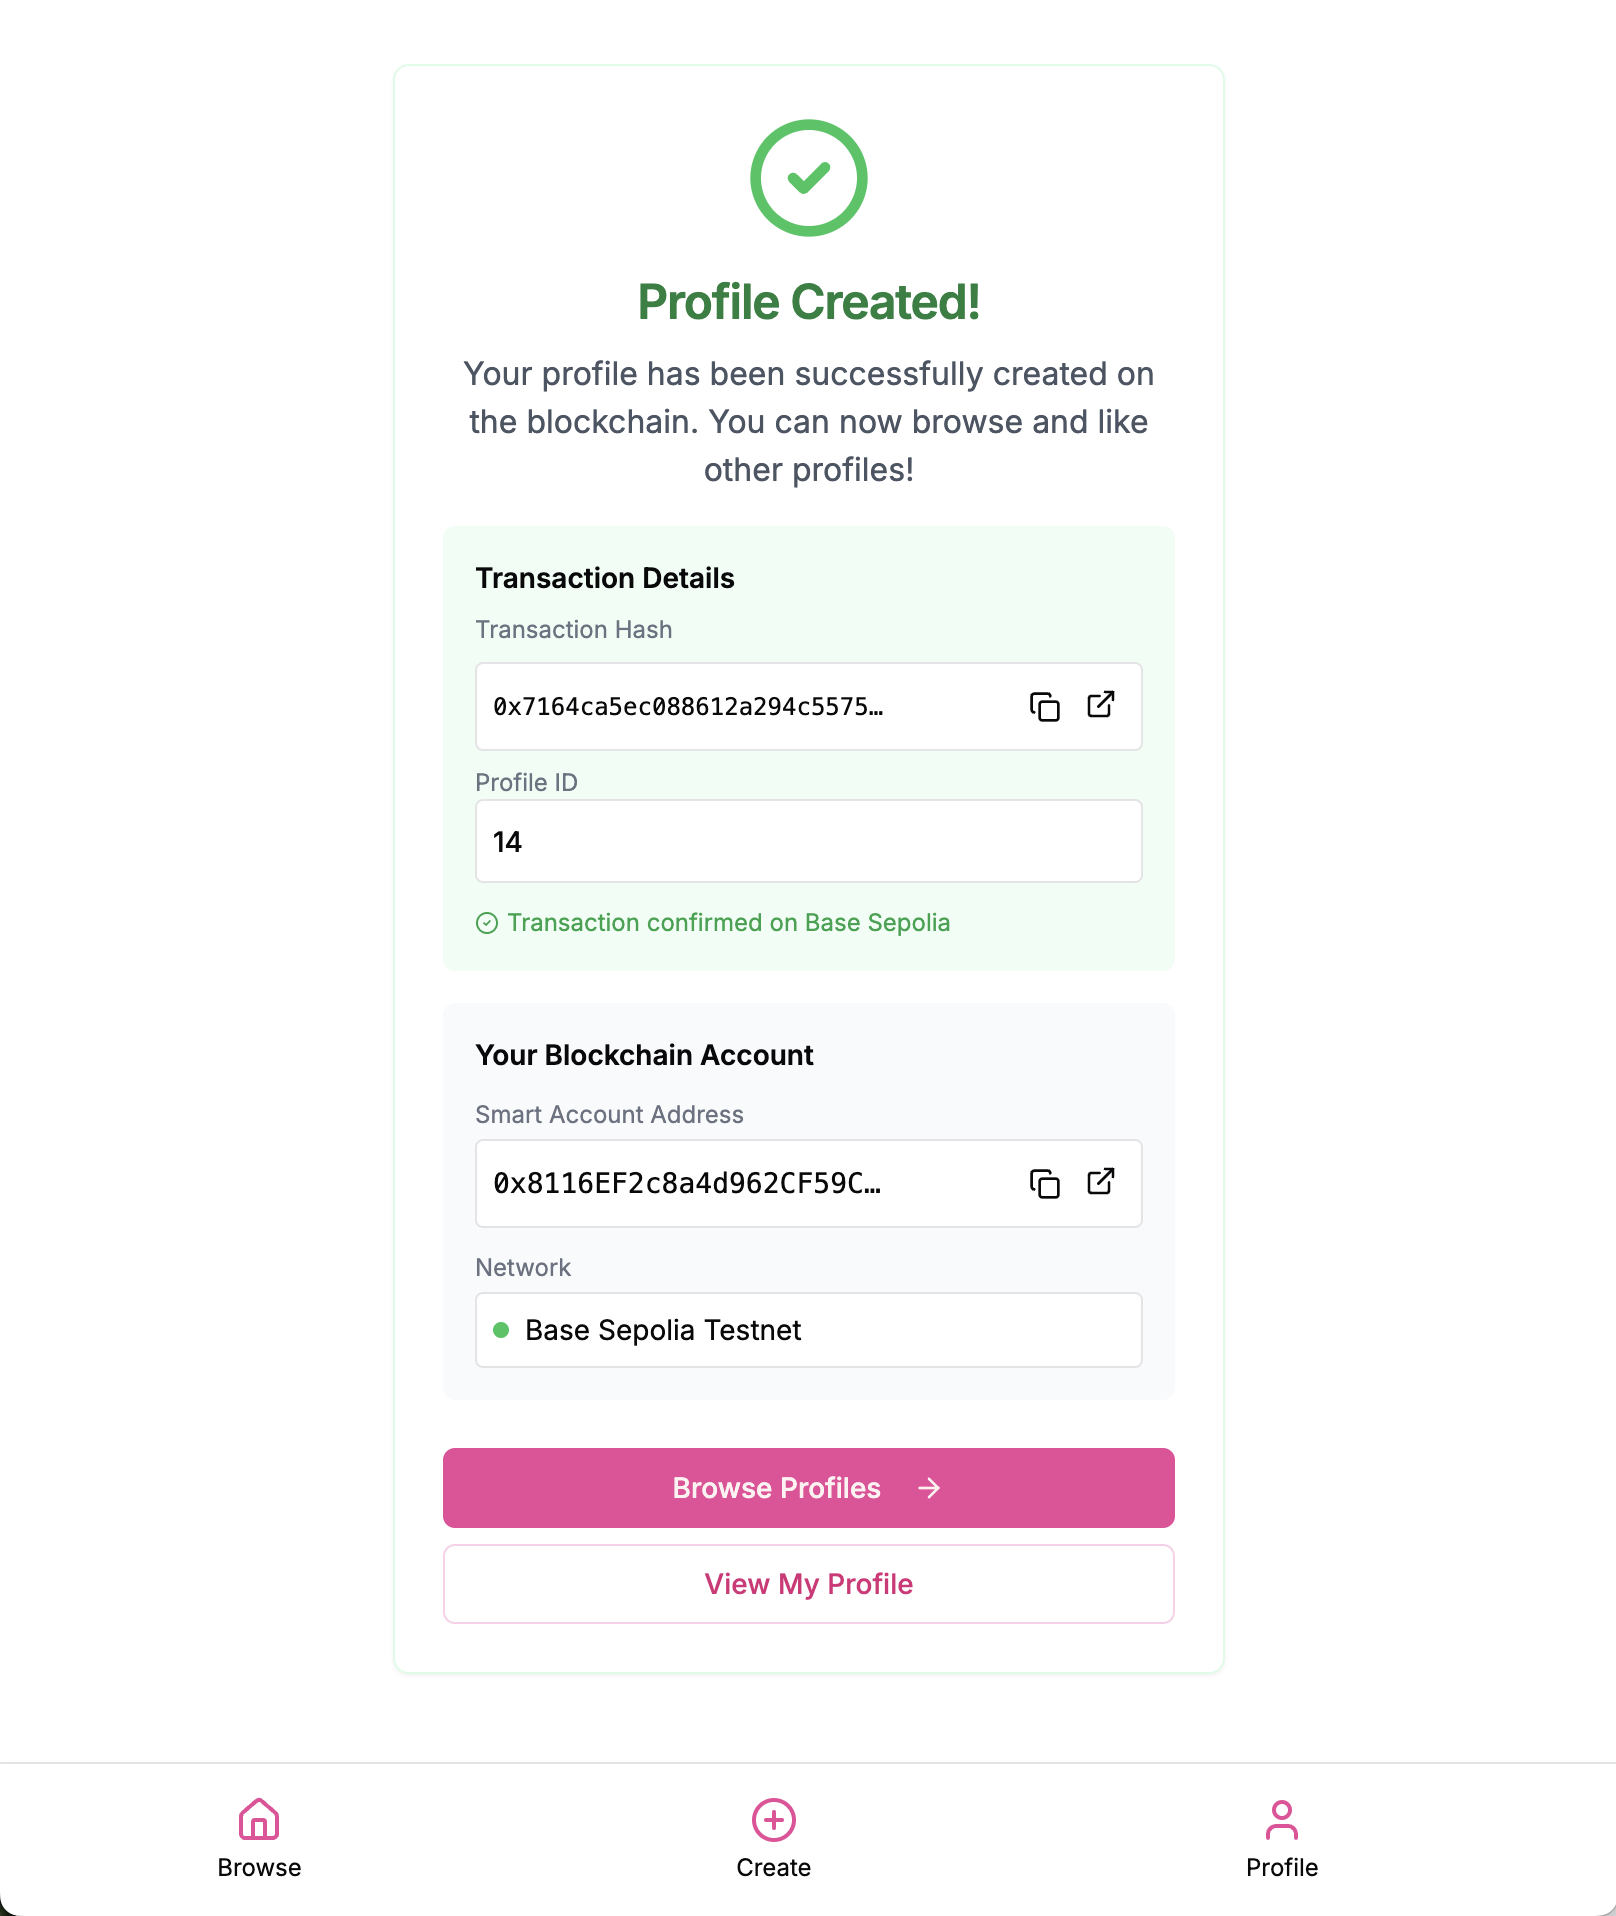 Profile Created!
Your profile has been successfully created on
the blockchain. You can now browse and like
other profiles!
Transaction Details
Transaction Hash
0x7164ca5ec088612a294c5575…
Profile ID
14
Transaction confirmed on Base Sepolia
Your Blockchain Account
Smart Account Address
0x8116EF2c8a4d962CF59C…
Network
Base Sepolia Testnet
Browse Profiles
View My Profile
Browse
Create
Profile